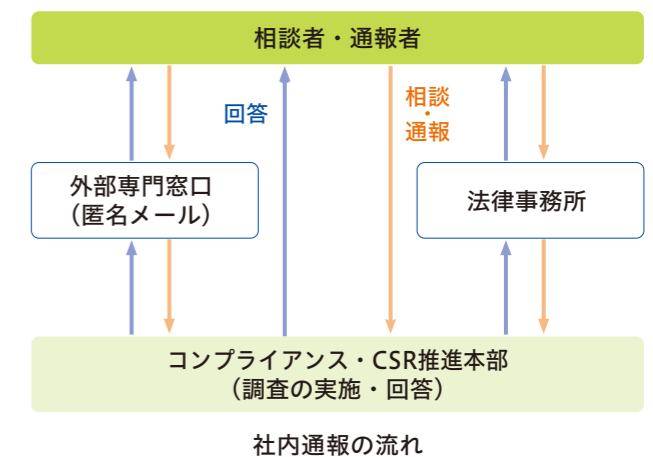 相談者・通報者
回答
相談
・
通報
外部専門窓口
（匿名メール）
法律事務所
コンプライアンス・CSR推進本部
（調査の実施・回答）
社内通報の流れ